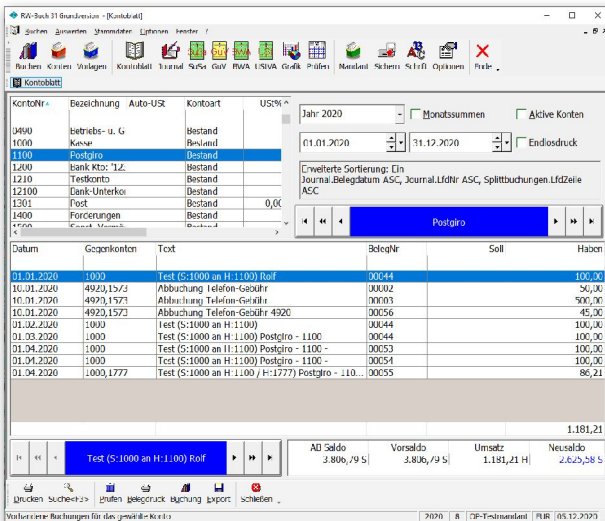 RW-Buch 31 Grundversion - [Kontoblatt]
Buchen Auswerten Stammdaten Optionen Fenster ?
Buchen Konten Vorlagen Kontoblatt Journal SuSa GuV BWA UStVA Grafik Prüfen Mandant Sichern Schrift Optionen Ende
Kontoblatt
KontoNr Bezeichnung Auto-USt Kontoart USt%
0490 Betriebs- u. G Bestand
1000 Kasse Bestand
1100 Postgiro Bestand
1200 Bank Kto: '12. Bestand
1210 Testkonto Bestand
12100 Bank-Unterkoi Bestand
1301 Post Bestand 0,00
1400 Forderungen Bestand
Jahr 2020 Monatssummen Aktive Konten
01.01.2020 31.12.2020 Endlosdruck
Erweiterte Sortierung: Ein
Journal.Belegdatum ASC, Journal.LfdNr ASC, Splittbuchungen.LfdZeile
ASC
Postgiro
Datum Gegenkonten Text BelegNr Soll Haben
01.01.2020 1000 Test (S:1000 an H:1100) Rolf 00044 100,00
10.01.2020 4920,1573 Abbuchung Telefon-Gebühr 00002 50,00
10.01.2020 4920,1573 Abbuchung Telefon-Gebühr 00003 500,00
10.01.2020 4920,1573 Abbuchung Telefon-Gebühr 4920 00056 45,00
01.02.2020 1000 Test (S:1000 an H:1100) 00044 100,00
01.03.2020 1000 Test (S:1000 an H:1100) Postgiro - 1100 00044 100,00
01.04.2020 1000 Test (S:1000 an H:1100) Postgiro - 1100 - 00053 100,00
01.04.2020 1000 Test (S:1000 an H:1100) Postgiro - 1100 - 00054 100,00
01.04.2020 1000,1777 Test (S:1000 an H:1100 / H:1777) Postgiro - 110... 00055 86,21
1.181,21
Test (S:1000 an H:1100) Rolf
AB Saldo Vorsaldo Umsatz Neusaldo
3.806,79 S 3.806,79 S 1.181,21 H 2.625,58 S
Drucken Suche<F3> Prüfen Belegdruck Buchung Export Schließen
Vorhandene Buchungen für das gewählte Konto 2020 8 OP-Testmandant EUR 05.12.2020